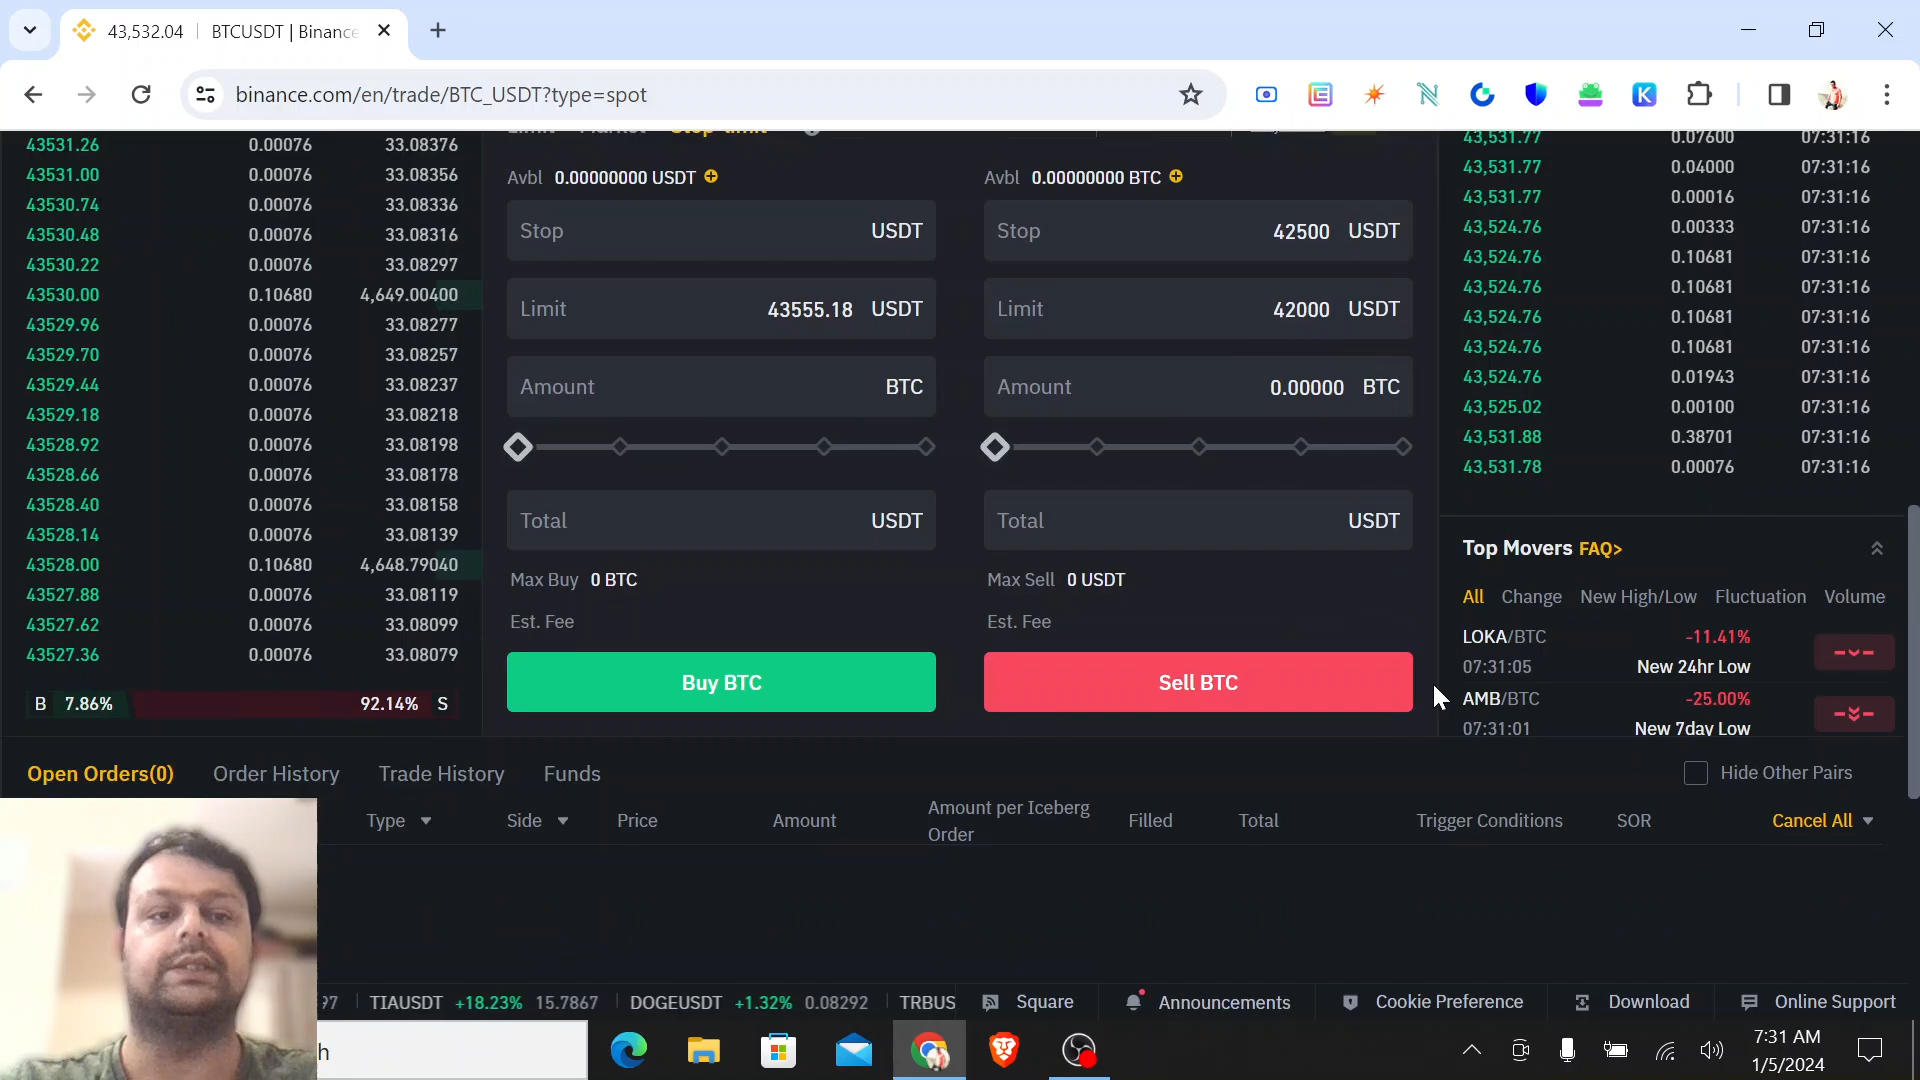 43,532.04 | BTCUSDT | Binance
binance.com/en/trade/BTC_USDT?type=spot
Limit Market Stop-limit
43531.26 0.00076 33.08376
43531.00 0.00076 33.08356
43530.74 0.00076 33.08336
43530.48 0.00076 33.08316
43530.22 0.00076 33.08297
43530.00 0.10680 4,649.00400
43529.96 0.00076 33.08277
43529.70 0.00076 33.08257
43529.44 0.00076 33.08237
43529.18 0.00076 33.08218
43528.92 0.00076 33.08198
43528.66 0.00076 33.08178
43528.40 0.00076 33.08158
43528.14 0.00076 33.08139
43528.00 0.10680 4,648.79040
43527.88 0.00076 33.08119
43527.62 0.00076 33.08099
43527.36 0.00076 33.08079
B 7.86% 92.14% S
Avbl 0.00000000 USDT
Stop USDT
Limit 43555.18 USDT
Amount BTC
Total USDT
Max Buy 0 BTC
Est. Fee
Buy BTC
Avbl 0.00000000 BTC
Stop 42500 USDT
Limit 42000 USDT
Amount 0.00000 BTC
Total USDT
Max Sell 0 USDT
Est. Fee
Sell BTC
43,531.77 0.07600 07:31:16
43,531.77 0.04000 07:31:16
43,531.77 0.00016 07:31:16
43,524.76 0.00333 07:31:16
43,524.76 0.10681 07:31:16
43,524.76 0.10681 07:31:16
43,524.76 0.10681 07:31:16
43,524.76 0.10681 07:31:16
43,524.76 0.01943 07:31:16
43,525.02 0.00100 07:31:16
43,531.88 0.38701 07:31:16
43,531.78 0.00076 07:31:16
Top Movers FAQ>
All Change New High/Low Fluctuation Volume
LOKA/BTC -11.41%
07:31:05 New 24hr Low
AMB/BTC -25.00%
07:31:01 New 7day Low
Open Orders(0) Order History Trade History Funds Hide Other Pairs
Type Side Price Amount Amount per Iceberg Order Filled Total Trigger Conditions SOR Cancel All
97 | TIAUSDT +18.23% 15.7867 | DOGEUSDT +1.32% 0.08292 | TRBUS Square Announcements Cookie Preference Download Online Support
h
7:31 AM
1/5/2024